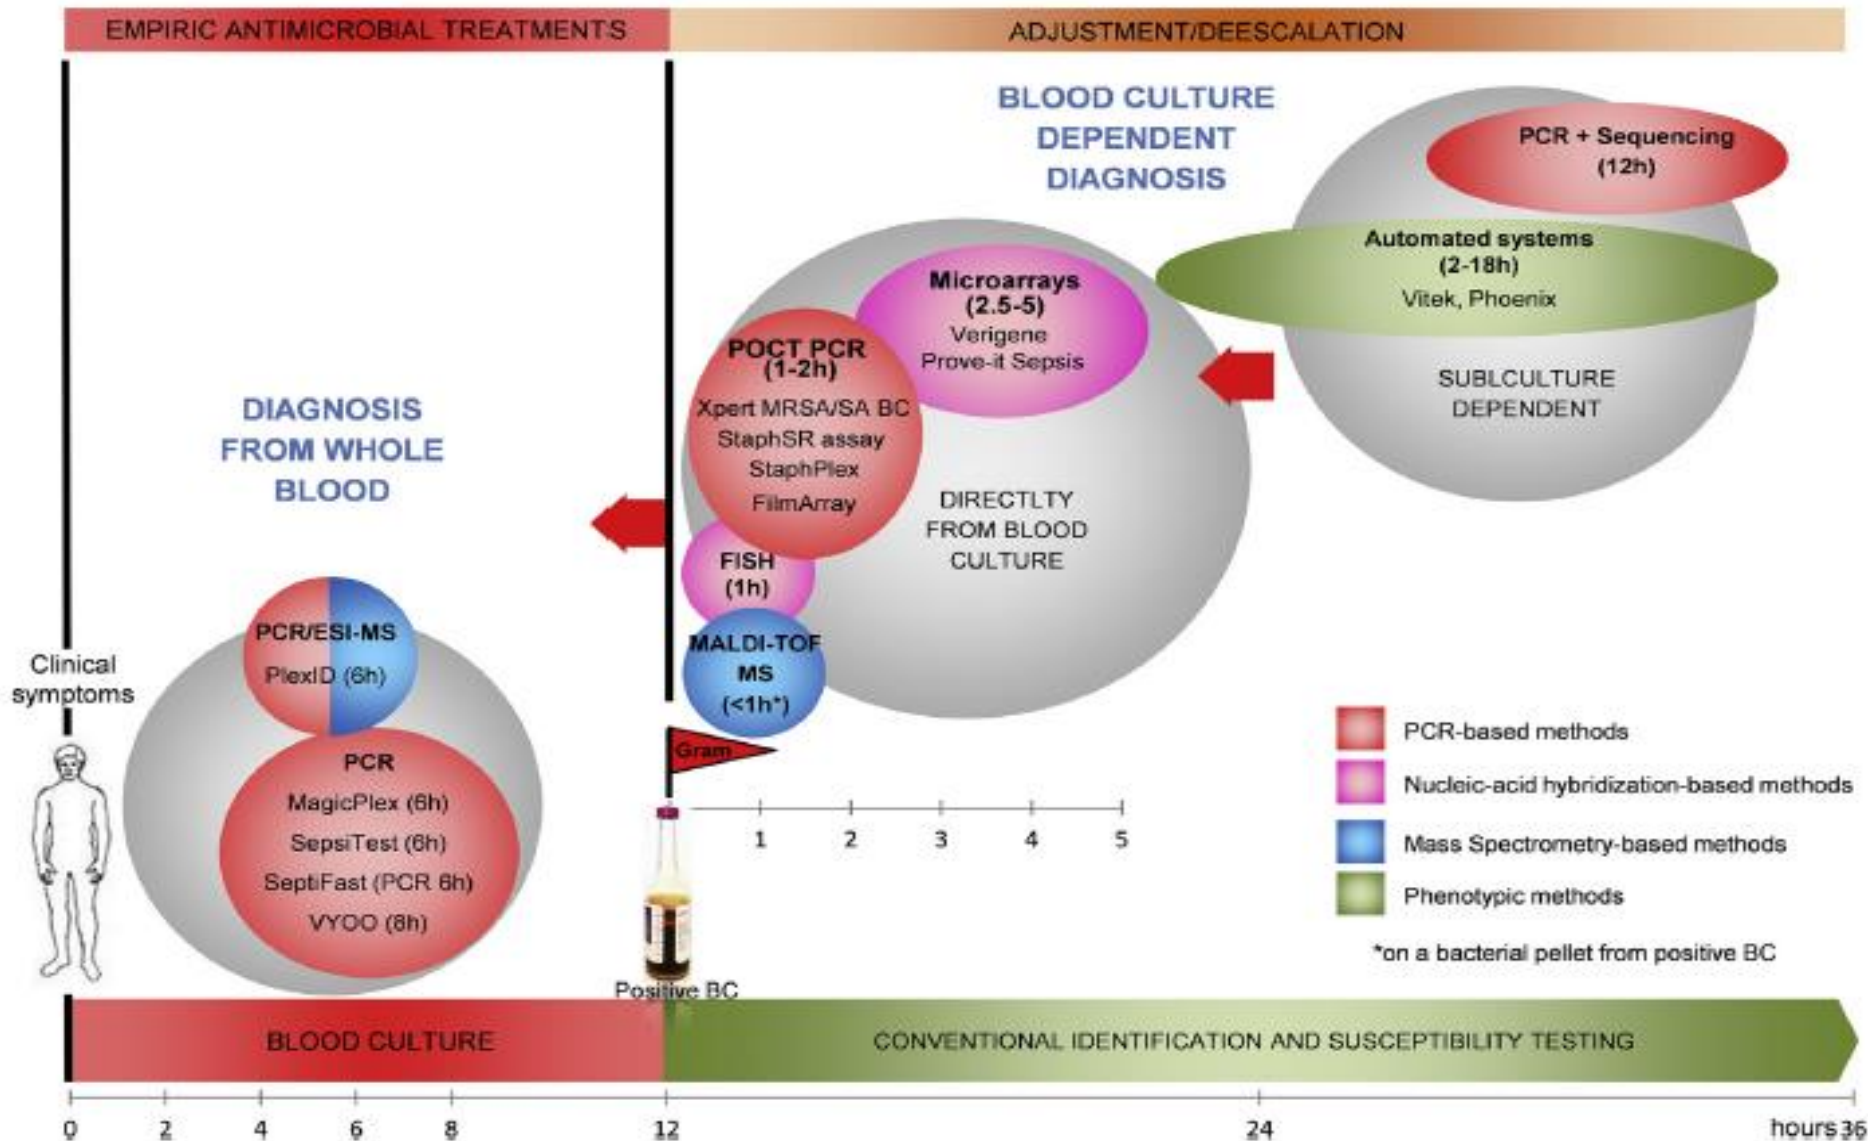 EMPIRIC ANTIMICROBIAL TREATMENTS
ADJUSTMENT/DEESCALATION
BLOOD CULTURE
DEPENDENT
DIAGNOSIS
PCR + Sequencing
(12h)
Automated systems
(2-18h)
Vitek, Phoenix
SUBLCULTURE
DEPENDENT
Microarrays
(2.5-5)
Verigene
Prove-it Sepsis
POCT PCR
(1-2h)
Xpert MRSA/SA BC
StaphSR assay
StaphPlex
FilmArray
DIRECTLTY
FROM BLOOD
CULTURE
FISH
(1h)
MALDI-TOF
MS
(<1h*)
Gram
1 2 3 4 5
DIAGNOSIS
FROM WHOLE
BLOOD
PCR/ESI-MS
PlexID (6h)
Clinical
symptoms
PCR
MagicPlex (6h)
SepsiTest (6h)
SeptiFast (PCR 6h)
VYOO (8h)
Positive BC
PCR-based methods
Nucleic-acid hybridization-based methods
Mass Spectrometry-based methods
Phenotypic methods
*on a bacterial pellet from positive BC
BLOOD CULTURE
CONVENTIONAL IDENTIFICATION AND SUSCEPTIBILITY TESTING
0 2 4 6 8 12 24 hours 36